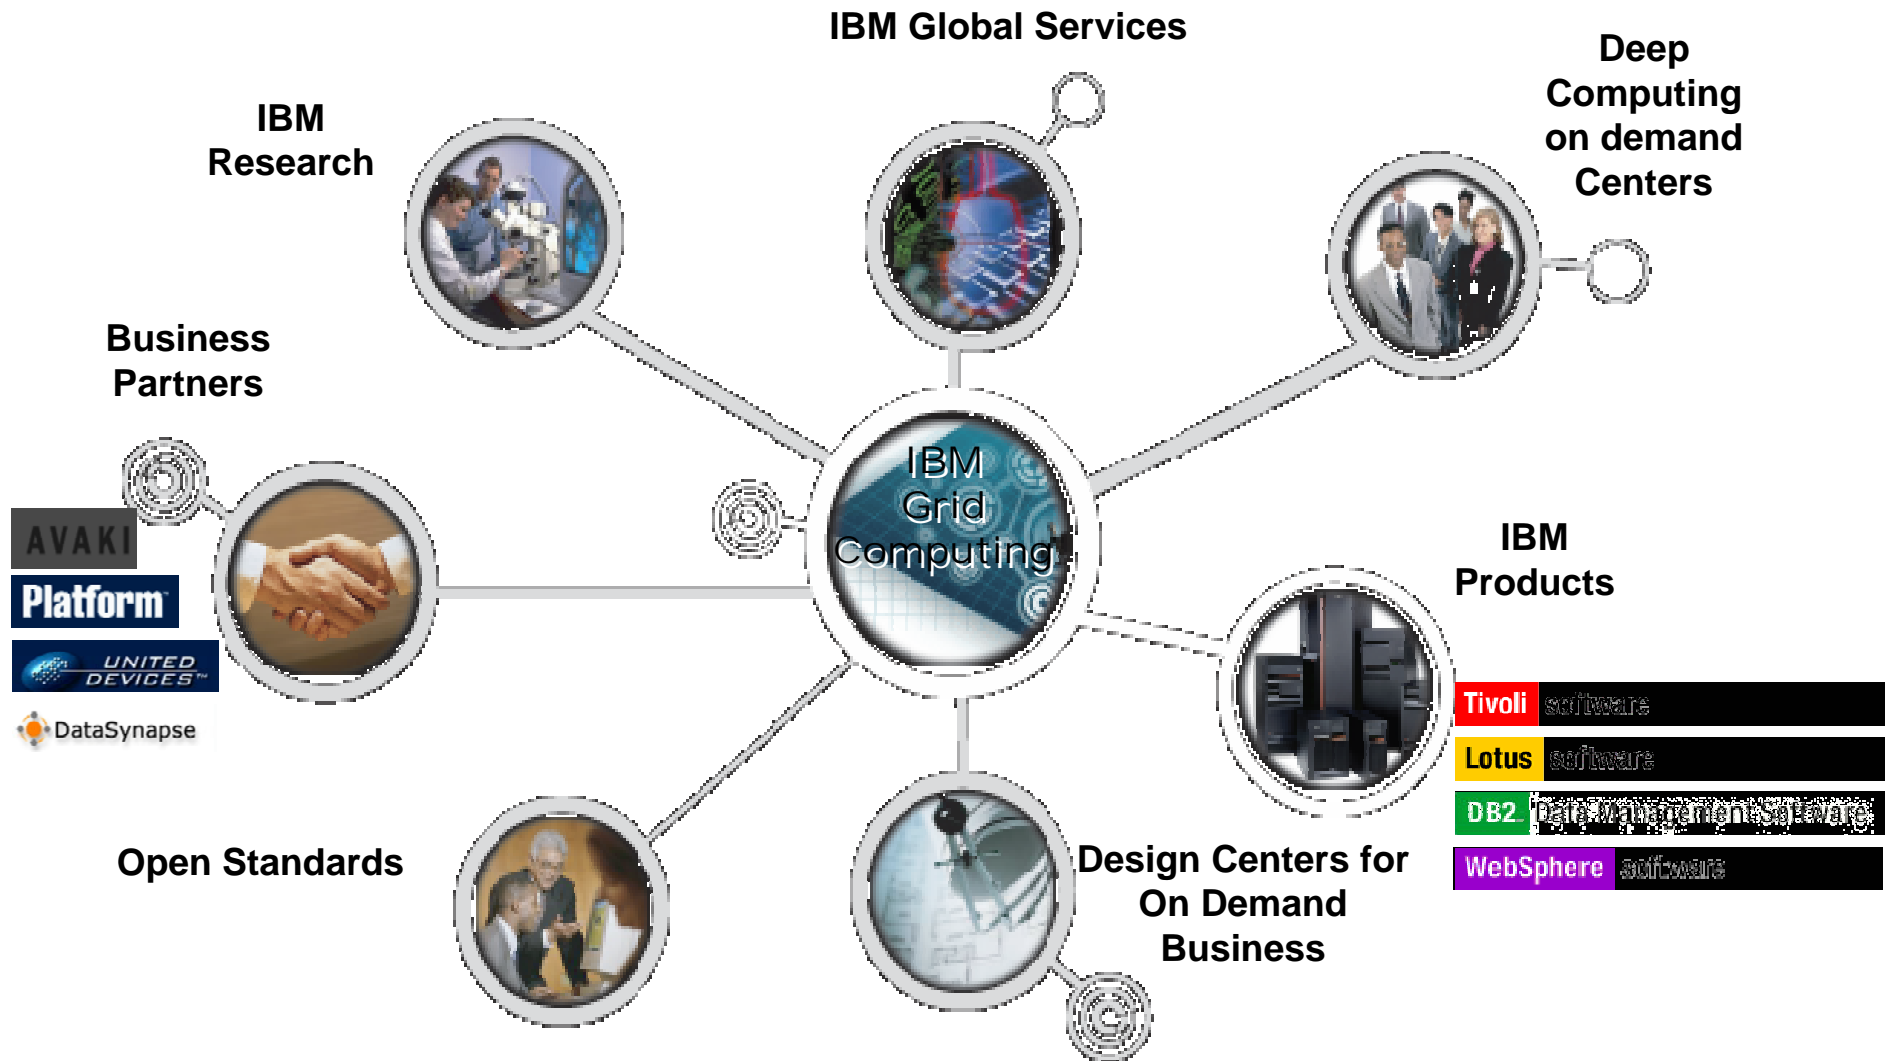 IBM Global Services
Deep
Computing
on demand
Centers
IBM
Research
Business
Partners
AVAKI
Platform™
UNITED
DEVICES™
DataSynapse
IBM
Grid
Computing
IBM
Products
Tivoli software
Lotus software
DB2 Data Management Software
WebSphere software
Open Standards
Design Centers for
On Demand
Business